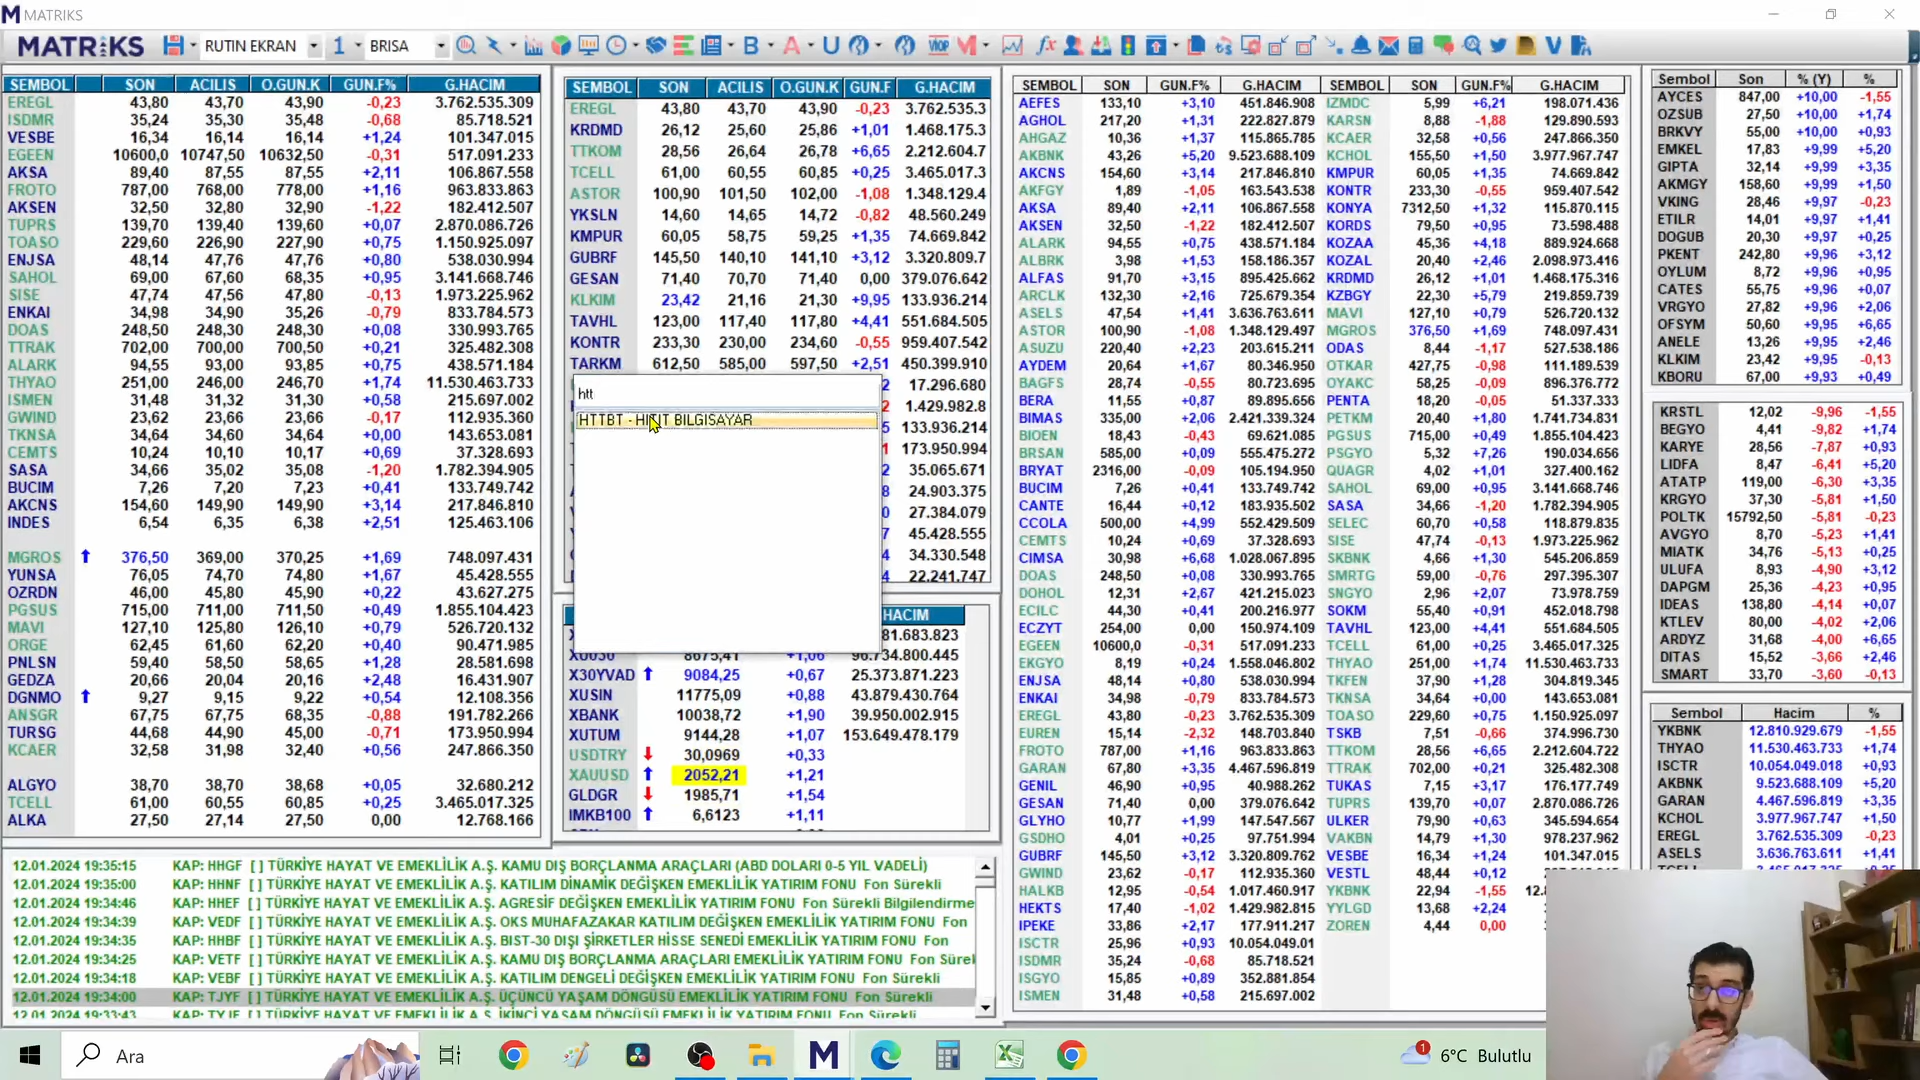 MATRIKS
MATRIKS RUTIN EKRAN 1 BRISA B A U VIOP M fx V
SEMBOL SON ACILIS O.GUN.K GUN.F% G.HACIM
EREGL 43,80 43,70 43,90 -0,23 3.762.535.309
ISDMR 35,24 35,30 35,48 -0,68 85.718.521
VESBE 16,34 16,14 16,14 +1,24 101.347.015
EGEEN 10600,0 10747,50 10632,50 -0,31 517.091.233
AKSA 89,40 87,55 87,55 +2,11 106.867.558
FROTO 787,00 768,00 778,00 +1,16 963.833.863
AKSEN 32,50 32,80 32,90 -1,22 182.412.507
TUPRS 139,70 139,40 139,60 +0,07 2.870.086.726
TOASO 229,60 226,90 227,90 +0,75 1.150.925.097
ENJSA 48,14 47,76 47,76 +0,80 538.030.994
SAHOL 69,00 67,60 68,35 +0,95 3.141.668.746
SISE 47,74 47,56 47,80 -0,13 1.973.225.962
ENKAI 34,98 34,90 35,26 -0,79 833.784.573
DOAS 248,50 248,30 248,30 +0,08 330.993.765
TTRAK 702,00 700,00 700,50 +0,21 325.482.308
ALARK 94,55 93,00 93,85 +0,75 438.571.184
THYAO 251,00 246,00 246,70 +1,74 11.530.463.733
ISMEN 31,48 31,32 31,30 +0,58 215.697.002
GWIND 23,62 23,62 23,66 -0,17 112.935.360
TKNSA 34,64 34,60 34,64 +0,00 143.653.081
CEMTS 10,24 10,10 10,17 +0,69 37.328.693
SASA 34,66 35,02 35,08 -1,20 1.782.394.905
BUCIM 7,26 7,20 7,23 +0,41 133.749.742
AKCNS 154,60 149,90 149,90 +3,14 217.846.810
INDES 6,54 6,35 6,38 +2,51 125.463.106
MGROS 376,50 369,00 370,25 +1,69 748.097.431
YUNSA 76,05 74,70 74,80 +1,67 45.428.555
OZRDN 46,00 45,80 45,90 +0,22 43.627.275
PGSUS 715,00 711,00 711,50 +0,49 1.855.104.423
MAVI 127,10 125,80 126,10 +0,79 526.720.132
ORGE 62,45 61,60 62,20 +0,40 90.471.985
PNLSN 59,40 58,50 58,65 +1,28 28.581.698
GEDZA 20,66 20,04 20,16 +2,48 16.431.907
DGNMO 9,27 9,15 9,22 +0,54 12.108.356
ANSGR 67,75 67,75 68,35 -0,88 191.782.266
TURSG 44,68 44,90 45,00 -0,71 173.950.994
KCAER 32,58 31,98 32,40 +0,56 247.866.350
ALGYO 38,70 38,70 38,68 +0,05 32.680.212
TCELL 61,00 60,55 60,85 +0,25 3.465.017.325
ALKA 27,50 27,14 27,50 0,00 12.768.166
SEMBOL SON ACILIS O.GUN.K GUN.F G.HACIM
EREGL 43,80 43,70 43,90 -0,23 3.762.535.3
KRDMD 26,12 25,60 25,86 +1,01 1.468.175.3
TTKOM 28,56 26,64 26,78 +6,65 2.212.604.7
TCELL 61,00 60,55 60,85 +0,25 3.465.017.3
ASTOR 100,90 101,50 102,00 -1,08 1.348.129.4
YKSLN 14,60 14,65 14,72 -0,82 48.560.249
KMPUR 60,05 58,75 59,25 +1,35 74.669.842
GUBRF 145,50 140,10 141,10 +3,12 3.320.809.7
GESAN 71,40 70,70 71,40 0,00 379.076.642
KLKIM 23,42 21,16 21,30 +9,95 133.936.214
TAVHL 123,00 117,40 117,80 +4,41 551.684.505
KONTR 233,30 230,00 234,60 -0,55 959.407.542
TARKM 612,50 585,00 597,50 +2,51 450.399.910
2 17.296.680
2 1.429.982.8
5 133.936.214
1 173.950.994
2 35.065.671
8 24.903.375
0 27.384.079
7 45.428.555
4 34.330.548
4 22.241.747
htt
HTTBT - HITIT BILGISAYAR
HACIM
81.683.823
XU030 8675,41 +1,06 96.734.800.445
X30YVAD 9084,25 +0,67 25.373.871.223
XUSIN 11775,09 +0,88 43.879.430.764
XBANK 10038,72 +1,90 39.950.002.915
XUTUM 9144,28 +1,07 153.649.478.179
USDTRY 30,0969 +0,33
XAUUSD 2052,21 +1,21
GLDGR 1985,71 +1,54
IMKB100 6,6123 +1,11
SEMBOL SON GUN.F% G.HACIM SEMBOL SON GUN.F% G.HACIM
AEFES 133,10 +3,10 451.846.908 IZMDC 5,99 +6,21 198.071.436
AGHOL 217,20 +1,31 222.827.879 KARSN 8,88 -1,88 129.890.593
AHGAZ 10,36 +1,37 115.865.785 KCAER 32,58 +0,56 247.866.350
AKBNK 43,26 +5,20 9.523.688.109 KCHOL 155,50 +1,50 3.977.967.747
AKCNS 154,60 +3,14 217.846.810 KMPUR 60,05 +1,35 74.669.842
AKFGY 1,89 -1,05 163.543.538 KONTR 233,30 -0,55 959.407.542
AKSA 89,40 +2,11 106.867.558 KONYA 7312,50 +1,32 115.870.115
AKSEN 32,50 -1,22 182.412.507 KORDS 79,50 +0,95 73.598.488
ALARK 94,55 +0,75 438.571.184 KOZAA 45,36 +4,18 889.924.668
ALBRK 3,98 +1,53 158.186.357 KOZAL 20,40 +2,46 2.098.973.416
ALFAS 91,70 +3,15 895.425.662 KRDMD 26,12 +1,01 1.468.175.316
ARCLK 132,30 +2,16 725.679.354 KZBGY 22,30 +5,79 219.859.739
ASELS 47,54 +1,41 3.636.763.611 MAVI 127,10 +0,79 526.720.132
ASTOR 100,90 -1,08 1.348.129.497 MGROS 376,50 +1,69 748.097.431
ASUZU 220,40 +2,23 203.615.211 ODAS 8,44 -1,17 527.538.186
AYDEM 20,64 +1,67 80.346.950 OTKAR 427,75 -0,98 111.189.539
BAGFS 28,74 -0,55 80.723.695 OYAKC 58,25 -0,09 896.376.772
BERA 11,55 +0,87 89.895.656 PENTA 18,20 -0,05 51.337.333
BIMAS 335,00 +2,06 2.421.339.324 PETKM 20,40 +1,80 1.741.734.831
BIOEN 18,43 -0,43 69.621.085 PGSUS 715,00 +0,49 1.855.104.423
BRSAN 585,00 +0,09 555.475.272 PSGYO 5,32 +7,26 190.034.656
BRYAT 2316,00 -0,09 105.194.950 QUAGR 4,02 +1,01 327.400.162
BUCIM 7,26 +0,41 133.749.742 SAHOL 69,00 +0,95 3.141.668.746
CANTE 16,44 +0,12 183.935.502 SASA 34,66 -1,20 1.782.394.905
CCOLA 500,00 +4,99 552.429.509 SELEC 60,70 +0,58 118.879.835
CEMTS 10,24 +0,69 37.328.693 SISE 47,74 -0,13 1.973.225.962
CIMSA 30,98 +6,68 1.028.067.895 SKBNK 4,66 +1,30 545.206.859
DOAS 248,50 +0,08 330.993.765 SMRTG 59,00 -0,76 297.395.307
DOHOL 12,31 +2,67 421.215.023 SNGYO 2,96 +2,07 73.978.759
ECILC 44,30 +0,41 200.216.977 SOKM 55,40 +0,91 452.018.798
ECZYT 254,00 0,00 150.974.109 TAVHL 123,00 +4,41 551.684.505
EGEEN 10600,0 -0,31 517.091.233 TCELL 61,00 +0,25 3.465.017.325
EKGYO 8,19 +0,24 1.558.046.802 THYAO 251,00 +1,74 11.530.463.733
ENJSA 48,14 +0,80 538.030.994 TKFEN 37,90 +1,28 304.819.345
ENKAI 34,98 -0,79 833.784.573 TKNSA 34,64 +0,00 143.653.081
EREGL 43,80 -0,23 3.762.535.309 TOASO 229,60 +0,75 1.150.925.097
EUREN 15,14 -2,32 148.703.840 TSKB 7,51 -0,66 374.996.730
FROTO 787,00 +1,16 963.833.863 TTKOM 28,56 +6,65 2.212.604.722
GARAN 67,80 +3,35 4.467.596.819 TTRAK 702,00 +0,21 325.482.308
GENIL 46,90 +0,95 40.988.262 TUKAS 7,15 +3,17 176.177.749
GESAN 71,40 0,00 379.076.642 TUPRS 139,70 +0,07 2.870.086.726
GLYHO 10,77 +1,99 147.547.567 ULKER 79,90 +0,63 345.594.654
GSDHO 4,01 +0,25 97.751.994 VAKBN 14,79 +1,30 978.237.962
GUBRF 145,50 +3,12 3.320.809.762 VESBE 16,34 +1,24 101.347.015
GWIND 23,62 -0,17 112.935.360 VESTL 48,44 +0,12
HALKB 12,95 -0,54 1.017.460.917 YKBNK 22,94 -1,55 12.8
HEKTS 17,40 -1,02 1.429.982.815 YYLGD 13,68 +2,24
IPEKE 33,86 +2,17 177.911.217 ZOREN 4,44 0,00
ISCTR 25,96 +0,93 10.054.049.01
ISDMR 35,24 -0,68 85.718.521
ISGYO 15,85 +0,89 352.881.854
ISMEN 31,48 +0,58 215.697.002
Sembol Son % (Y) %
AYCES 847,00 +10,00 -1,55
OZSUB 27,50 +10,00 +1,74
BRKVY 55,00 +10,00 +0,93
EMKEL 17,83 +9,99 +5,20
GIPTA 32,14 +9,99 +3,35
AKMGY 158,60 +9,99 +1,50
VKING 28,46 +9,97 -0,23
ETILR 14,01 +9,97 +1,41
DOGUB 20,30 +9,97 +0,25
PKENT 242,80 +9,96 +3,12
OYLUM 8,72 +9,96 +0,95
CATES 55,75 +9,96 +0,07
VRGYO 27,82 +9,96 +2,06
OFSYM 50,60 +9,95 +6,65
ANELE 13,26 +9,95 +2,46
KLKIM 23,42 +9,95 -0,13
KBORU 67,00 +9,93 +0,49
KRSTL 12,02 -9,96 -1,55
BEGYO 4,41 -9,82 +1,74
KARYE 28,56 -7,87 +0,93
LIDFA 8,47 -6,41 +5,20
ATATP 119,00 -6,30 +3,35
KRGYO 37,30 -5,81 +1,50
POLTK 15792,50 -5,81 -0,23
AVGYO 8,70 -5,23 +1,41
MIATK 34,76 -5,13 +0,25
ULUFA 8,93 -4,90 +3,12
DAPGM 25,36 -4,23 +0,95
IDEAS 138,80 -4,14 +0,07
KTLEV 80,00 -4,02 +2,06
ARDYZ 31,68 -4,00 +6,65
DITAS 15,52 -3,66 +2,46
SMART 33,70 -3,60 -0,13
Sembol Hacim %
YKBNK 12.810.929.679 -1,55
THYAO 11.530.463.733 +1,74
ISCTR 10.054.049.018 +0,93
AKBNK 9.523.688.109 +5,20
GARAN 4.467.596.819 +3,35
KCHOL 3.977.967.747 +1,50
EREGL 3.762.535.309 -0,23
ASELS 3.636.763.611 +1,41
12.01.2024 19:35:15 KAP: HHGF [ ] TÜRKİYE HAYAT VE EMEKLİLİK A.Ş. KAMU DIŞ BORÇLANMA ARAÇLARI (ABD DOLARI 0-5 YIL VADELİ)
12.01.2024 19:35:00 KAP: HHNF [ ] TÜRKİYE HAYAT VE EMEKLİLİK A.Ş. KATILIM DİNAMİK DEĞİŞKEN EMEKLİLİK YATIRIM FONU Fon Sürekli
12.01.2024 19:34:46 KAP: HHEF [ ] TÜRKİYE HAYAT VE EMEKLİLİK A.Ş. AGRESİF DEĞİŞKEN EMEKLİLİK YATIRIM FONU Fon Sürekli Bilgilendirme
12.01.2024 19:34:39 KAP: VEDF [ ] TÜRKİYE HAYAT VE EMEKLİLİK A.Ş. OKS MUHAFAZAKAR KATILIM DEĞİŞKEN EMEKLİLİK YATIRIM FONU Fon
12.01.2024 19:34:35 KAP: HHBF [ ] TÜRKİYE HAYAT VE EMEKLİLİK A.Ş. BIST-30 DIŞI ŞİRKETLER HİSSE SENEDİ EMEKLİLİK YATIRIM FONU Fon
12.01.2024 19:34:25 KAP: VETF [ ] TÜRKİYE HAYAT VE EMEKLİLİK A.Ş. KAMU DIŞ BORÇLANMA ARAÇLARI EMEKLİLİK YATIRIM FONU Fon Sürek
12.01.2024 19:34:18 KAP: VEBF [ ] TÜRKİYE HAYAT VE EMEKLİLİK A.Ş. KATILIM DENGELİ DEĞİŞKEN EMEKLİLİK YATIRIM FONU Fon Sürekli
12.01.2024 19:34:00 KAP: TJYF [ ] TÜRKİYE HAYAT VE EMEKLİLİK A.Ş. ÜÇÜNCÜ YAŞAM DÖNGÜSÜ EMEKLİLİK YATIRIM FONU Fon Sürekli
12.01.2024 19:33:43 KAP: TYJF [ ] TÜRKİYE HAYAT VE EMEKLİLİK A.Ş. İKİNCİ YAŞAM DÖNGÜSÜ EMEKLİLİK YATIRIM FONU Fon Sürekli
Ara M 1 6°C Bulutlu